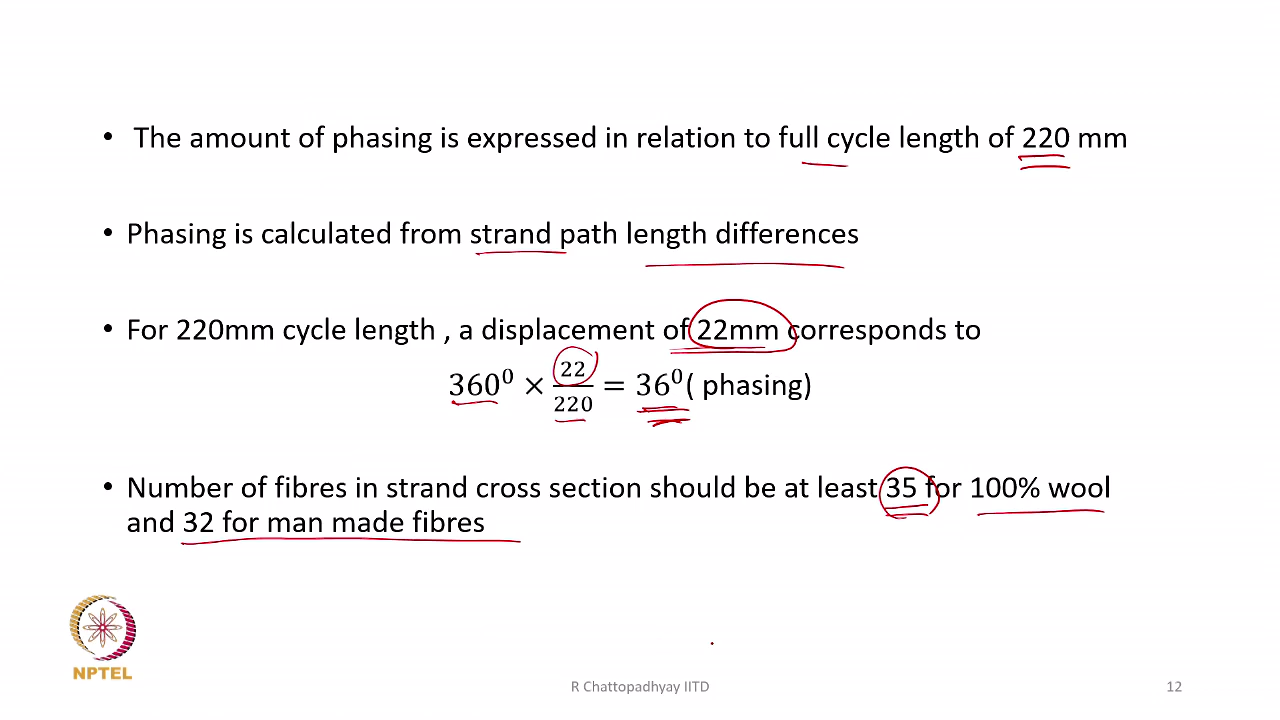 • The amount of phasing is expressed in relation to full cycle length of 220 mm
• Phasing is calculated from strand path length differences
• For 220mm cycle length , a displacement of 22mm corresponds to
360⁰ × 22/220 = 36⁰( phasing)
• Number of fibres in strand cross section should be at least 35 for 100% wool
and 32 for man made fibres
NPTEL
R Chattopadhyay IITD
12